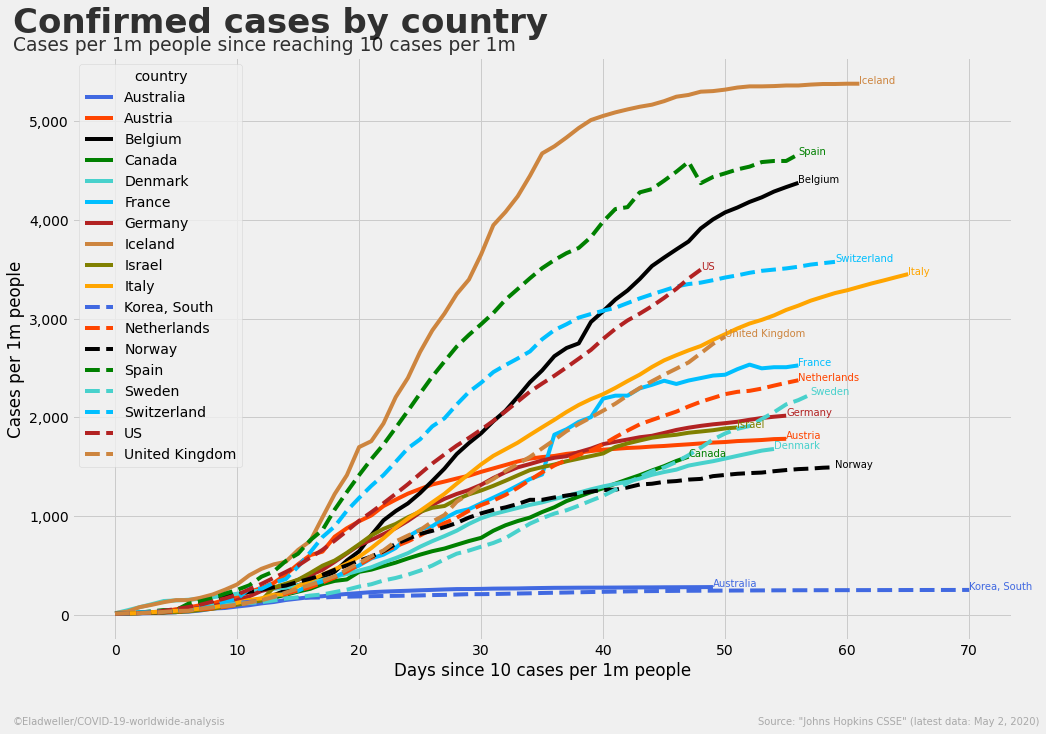 Confirmed cases by country
Cases per 1m people since reaching 10 cases per 1m
country
Australia
Austria
Belgium
Canada
Denmark
France
Germany
Iceland
Israel
Italy
Korea, South
Netherlands
Norway
Spain
Sweden
Switzerland
US
United Kingdom
Iceland
Spain
Belgium
Switzerland
US
Italy
United Kingdom
France
Netherlands
Sweden
Germany
Israel
Austria
Denmark
Canada
Norway
Australia
Korea, South
5,000
4,000
3,000
2,000
1,000
0
Cases per 1m people
0 10 20 30 40 50 60 70
Days since 10 cases per 1m people
©Eladweller/COVID-19-worldwide-analysis
Source: "Johns Hopkins CSSE" (latest data: May 2, 2020)